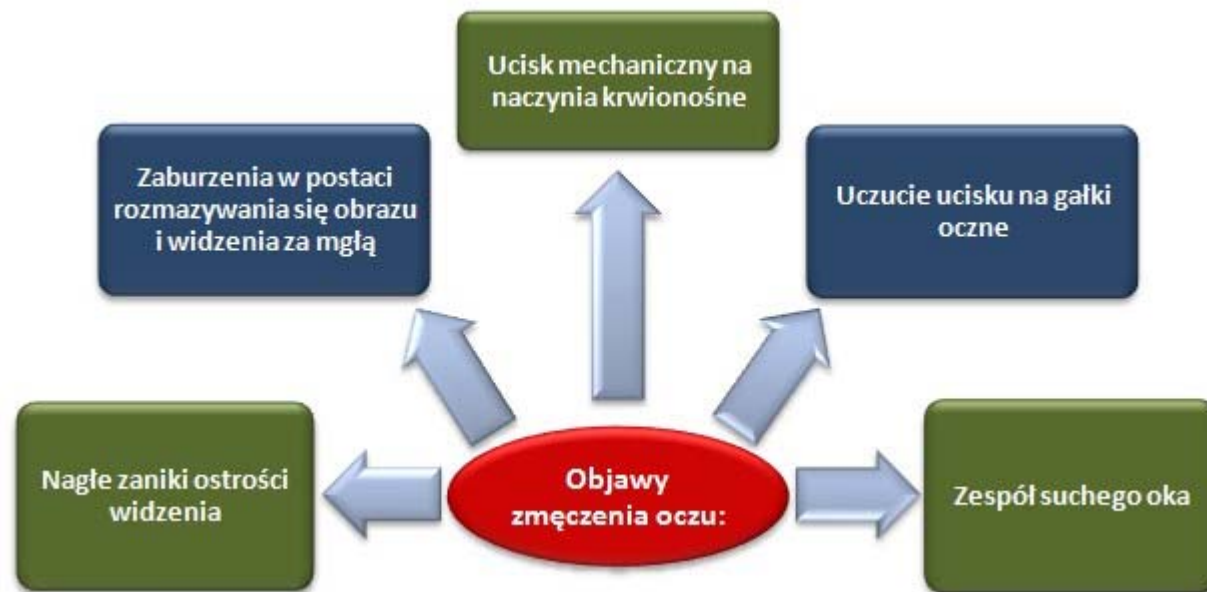 Ucisk mechaniczny na
naczynia krwionośne
Zaburzenia w postaci
rozmazywania się obrazu
i widzenia za mgłą
Uczucie ucisku na gałki
oczne
Nagłe zaniki ostrości
widzenia
Objawy
zmęczenia oczu:
Zespół suchego oka